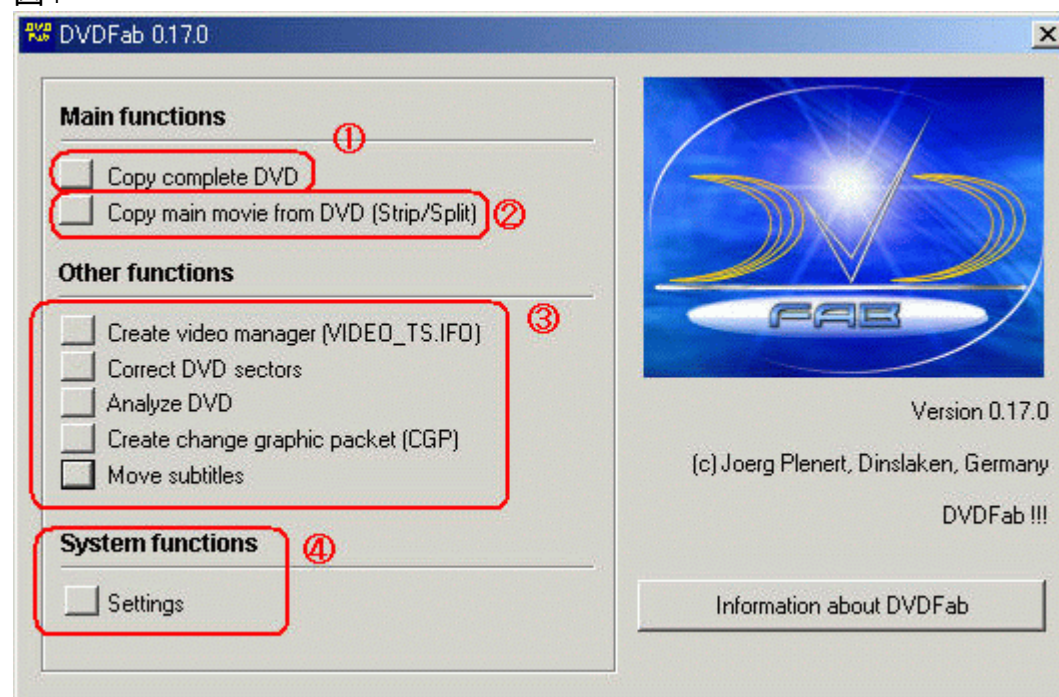 DVDFab 0.17.0
Main functions
①
Copy complete DVD
Copy main movie from DVD (Strip/Split)
②
Other functions
③
Create video manager (VIDEO_TS.IFO)
Correct DVD sectors
Analyze DVD
Create change graphic packet (CGP)
Move subtitles
System functions
④
Settings
DVD
FAB
Version 0.17.0
(c) Joerg Plenert, Dinslaken, Germany
DVDFab !!!
Information about DVDFab